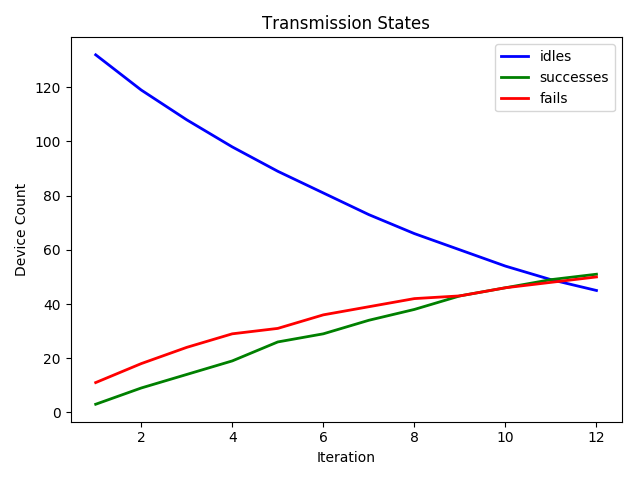 Transmission States
idles
successes
fails
Device Count
120
100
80
60
40
20
0
2 4 6 8 10 12
Iteration